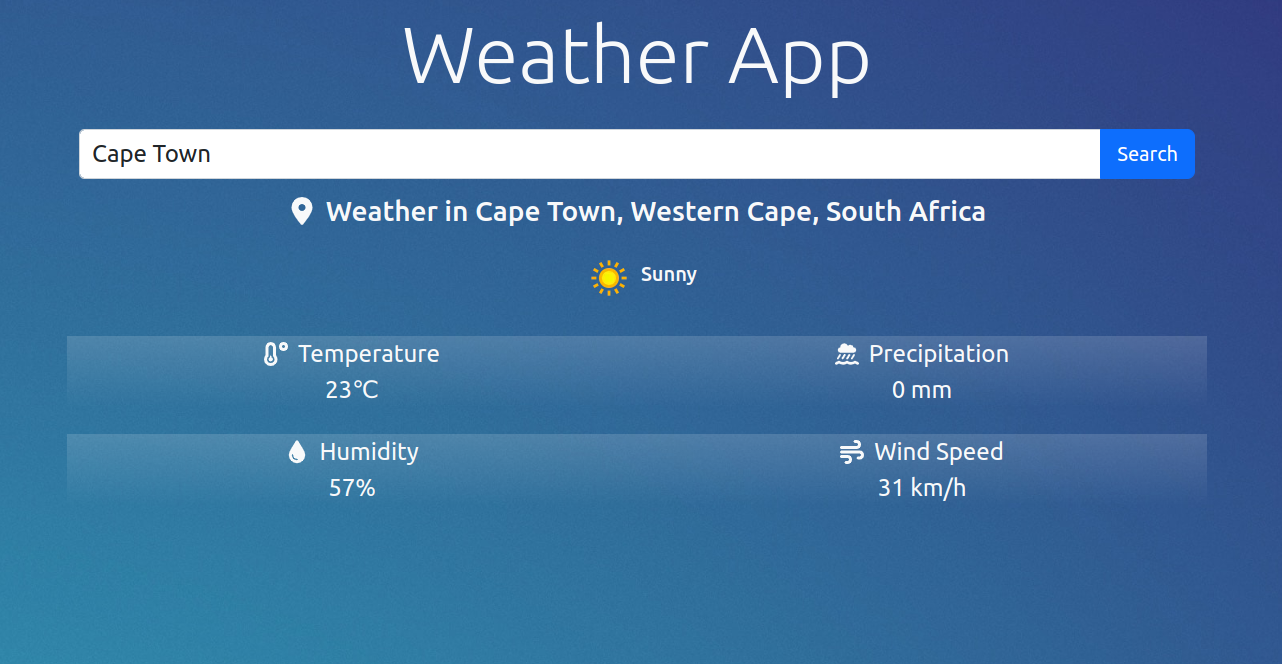 Weather App
Cape Town
Search
Weather in Cape Town, Western Cape, South Africa
Sunny
Temperature
23°C
Precipitation
0 mm
Humidity
57%
Wind Speed
31 km/h